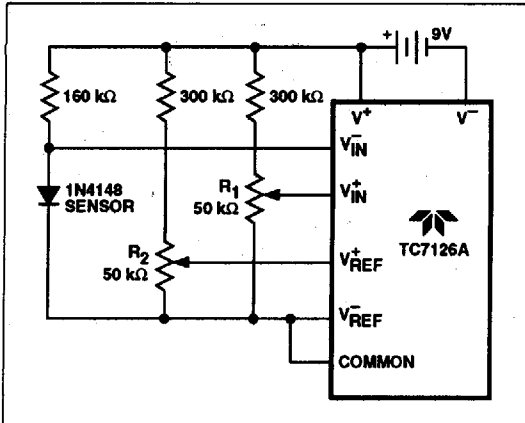 + 9V
160 kΩ 300 kΩ 300 kΩ
V+ V−
V−IN
1N4148
SENSOR
R1
50 kΩ
V+IN
TC7126A
R2
50 kΩ
V+REF
V−REF
COMMON